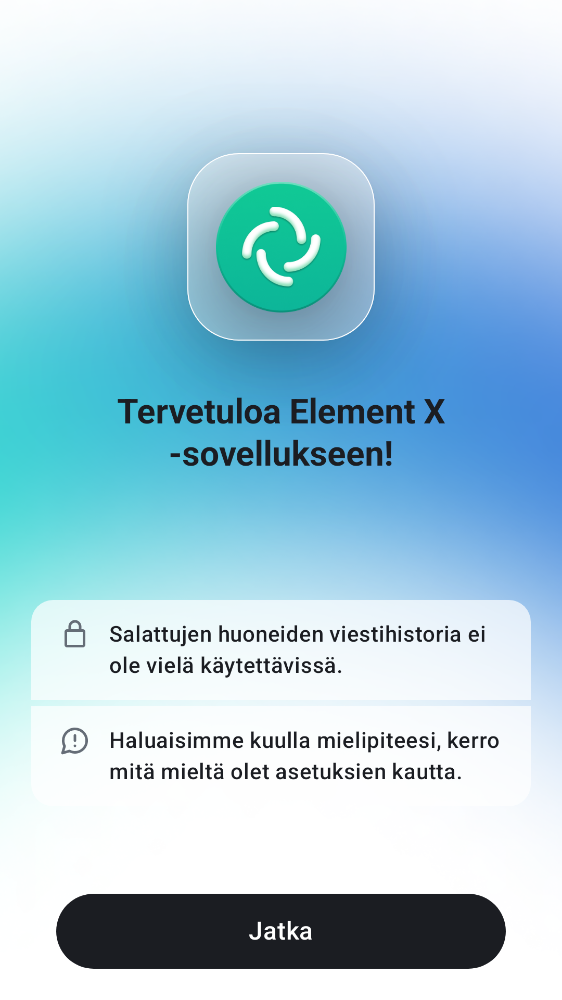 Tervetuloa Element X
-sovellukseen!
Salattujen huoneiden viestihistoria ei
ole vielä käytettävissä.
Haluaisimme kuulla mielipiteesi, kerro
mitä mieltä olet asetuksien kautta.
Jatka